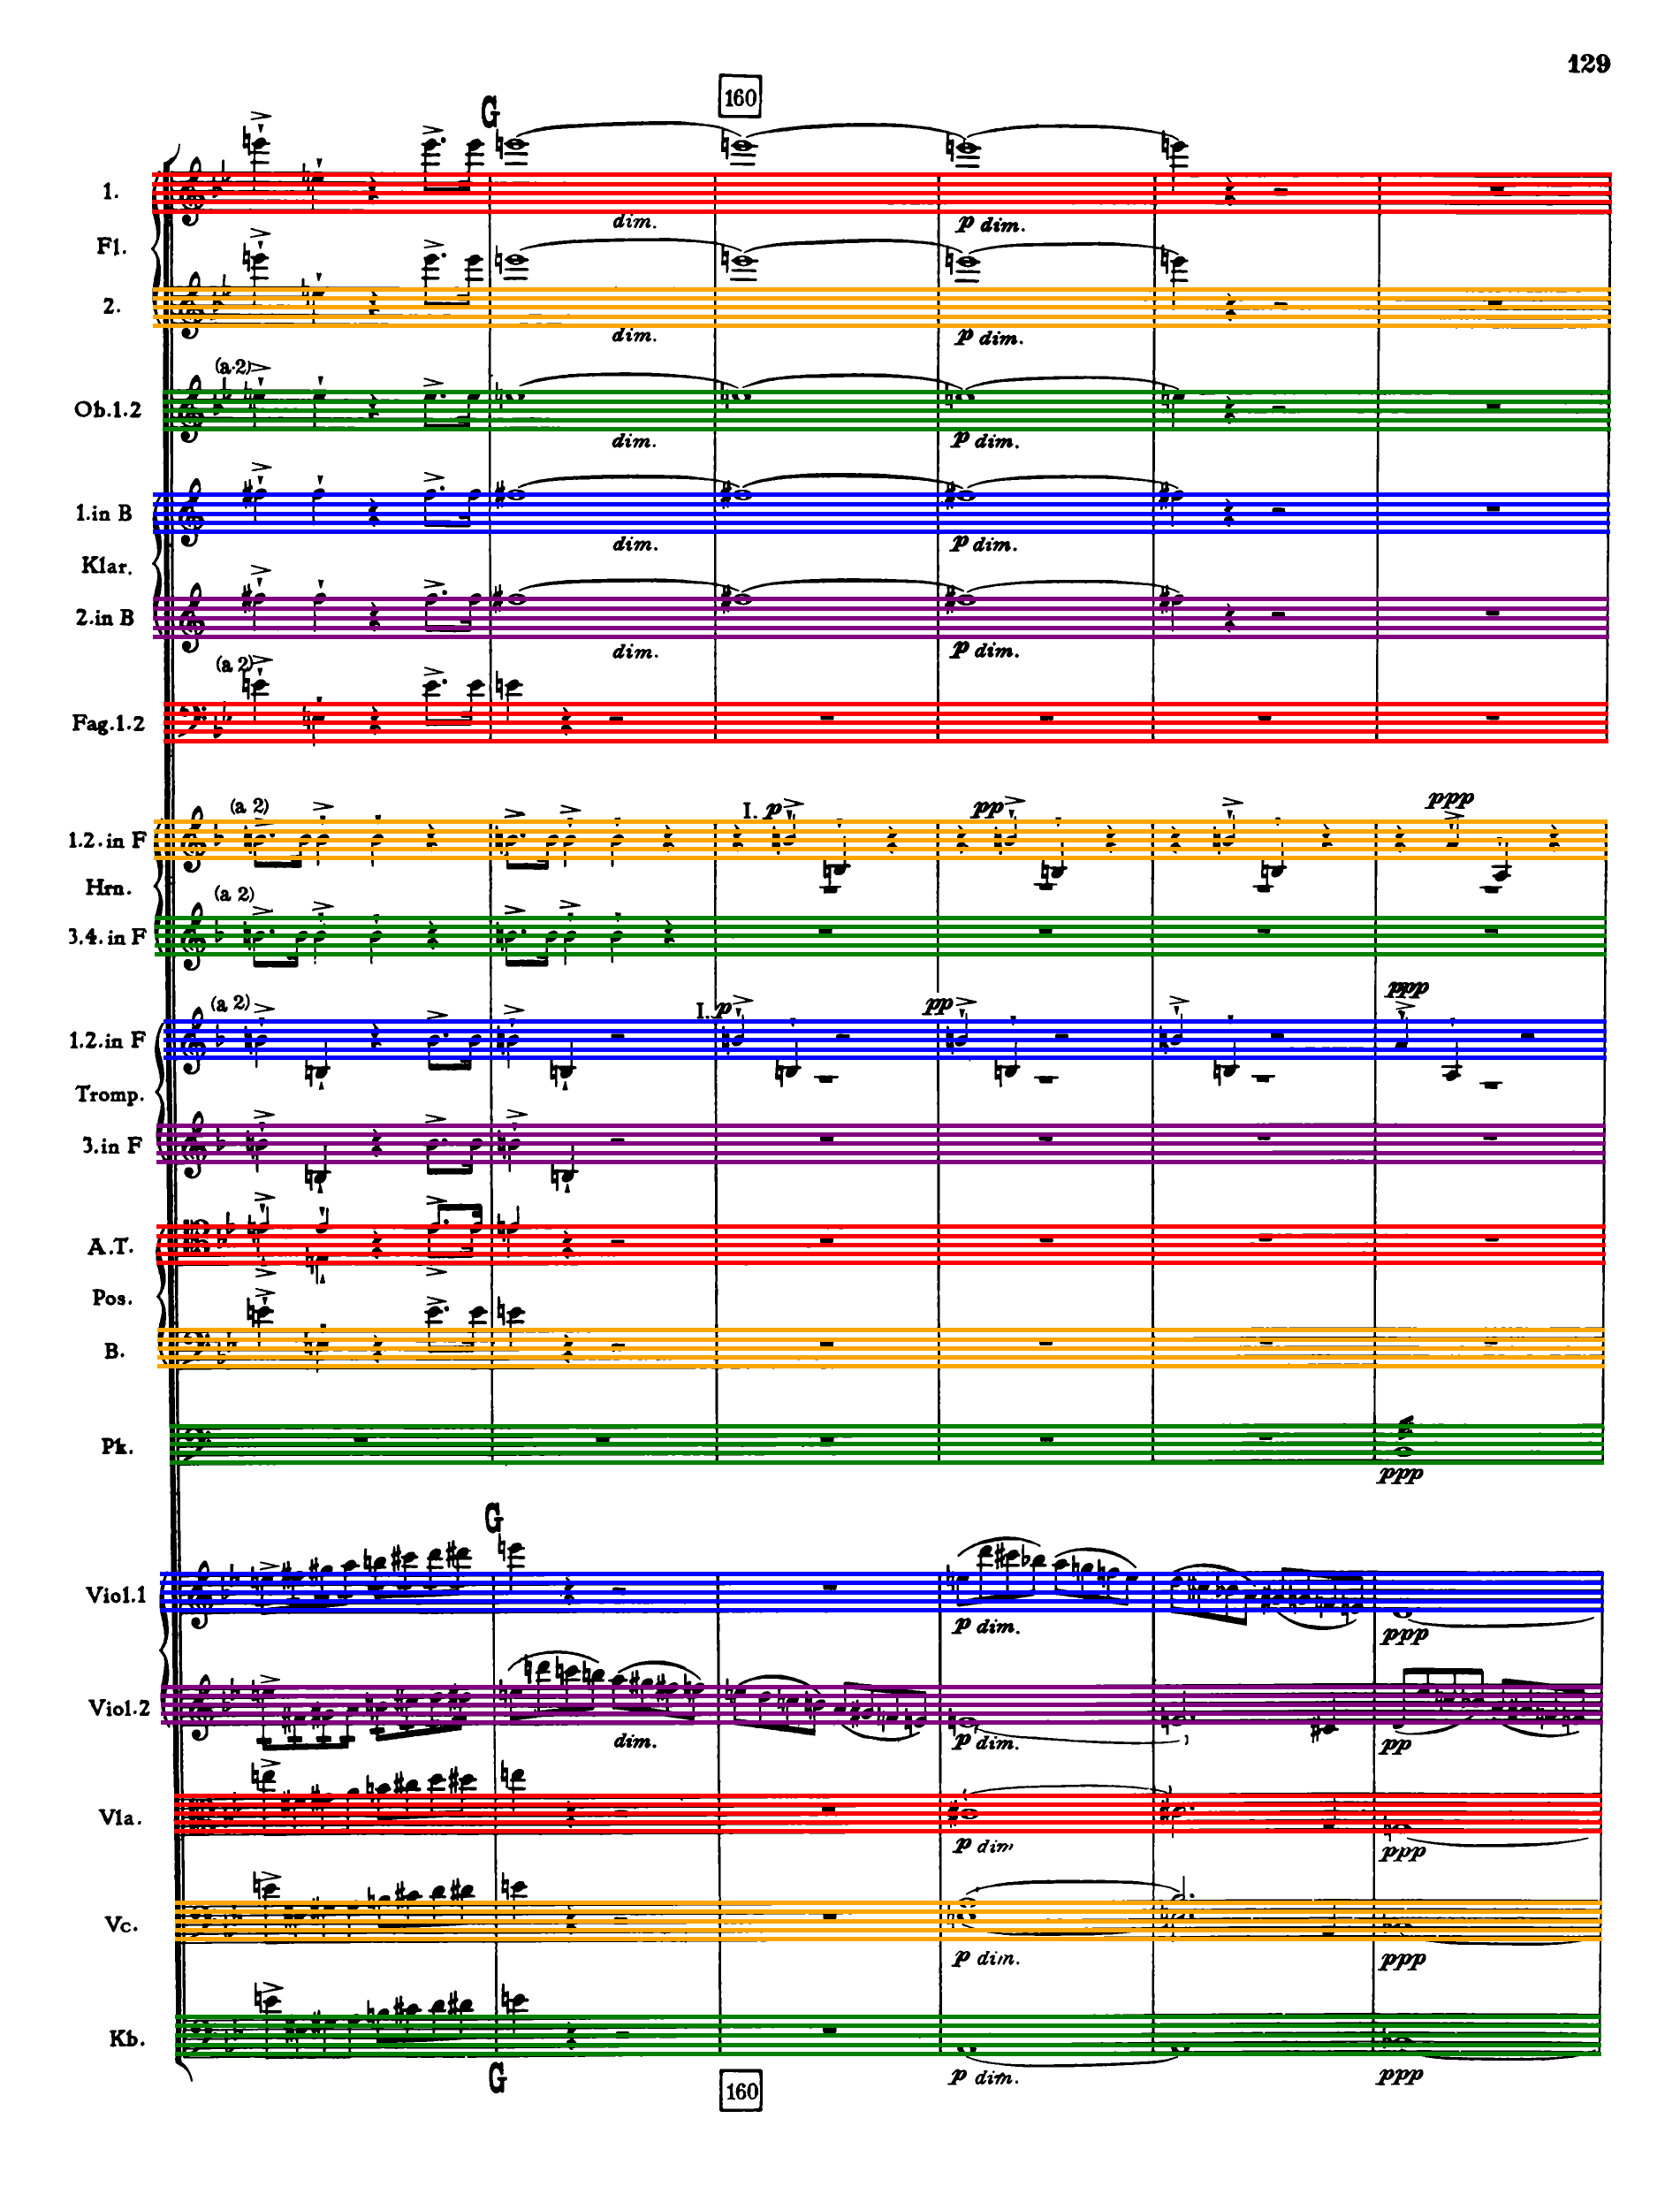 129
160
G
1.
dim.
p dim.
Fl.
2.
dim.
p dim.
(a 2)
Ob.1.2
dim.
p dim.
1.in B
dim.
p dim.
Klar.
2.in B
dim.
p dim.
(a 2)
Fag.1.2
(a 2)
I. p
pp
ppp
1.2. in F
Hrn.
(a 2)
3.4. in F
(a 2)
I. p
pp
ppp
1.2. in F
Tromp.
3. in F
A.T.
Pos.
B.
Pk.
ppp
G
Viol.1
p dim.
ppp
Viol.2
dim.
p dim.
pp
Vla.
p dim
ppp
Vc.
p dim.
ppp
Kb.
p dim.
ppp
G
160